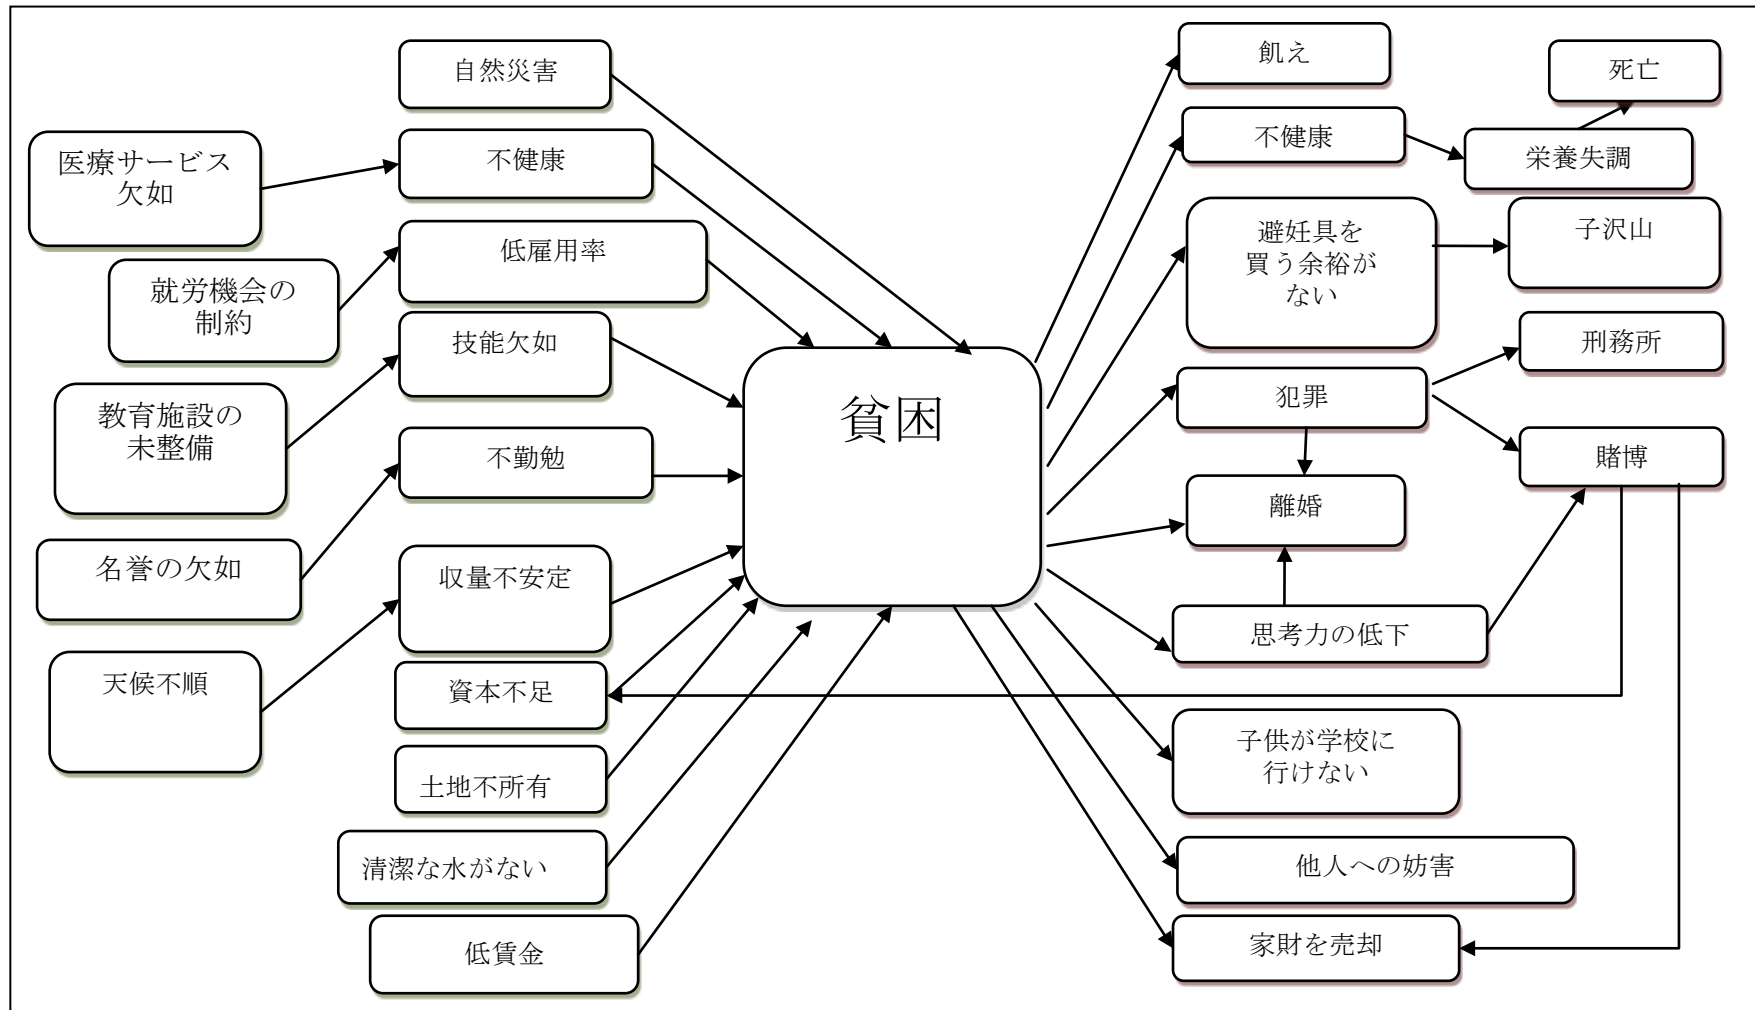 自然災害
医療サービス
欠如
不健康
就労機会の
制約
低雇用率
教育施設の
未整備
技能欠如
名誉の欠如
不勤勉
天候不順
収量不安定
資本不足
土地不所有
清潔な水がない
低賃金
貧困
飢え
不健康
栄養失調
死亡
避妊具を
買う余裕が
ない
子沢山
犯罪
刑務所
賭博
離婚
思考力の低下
子供が学校に
行けない
他人への妨害
家財を売却